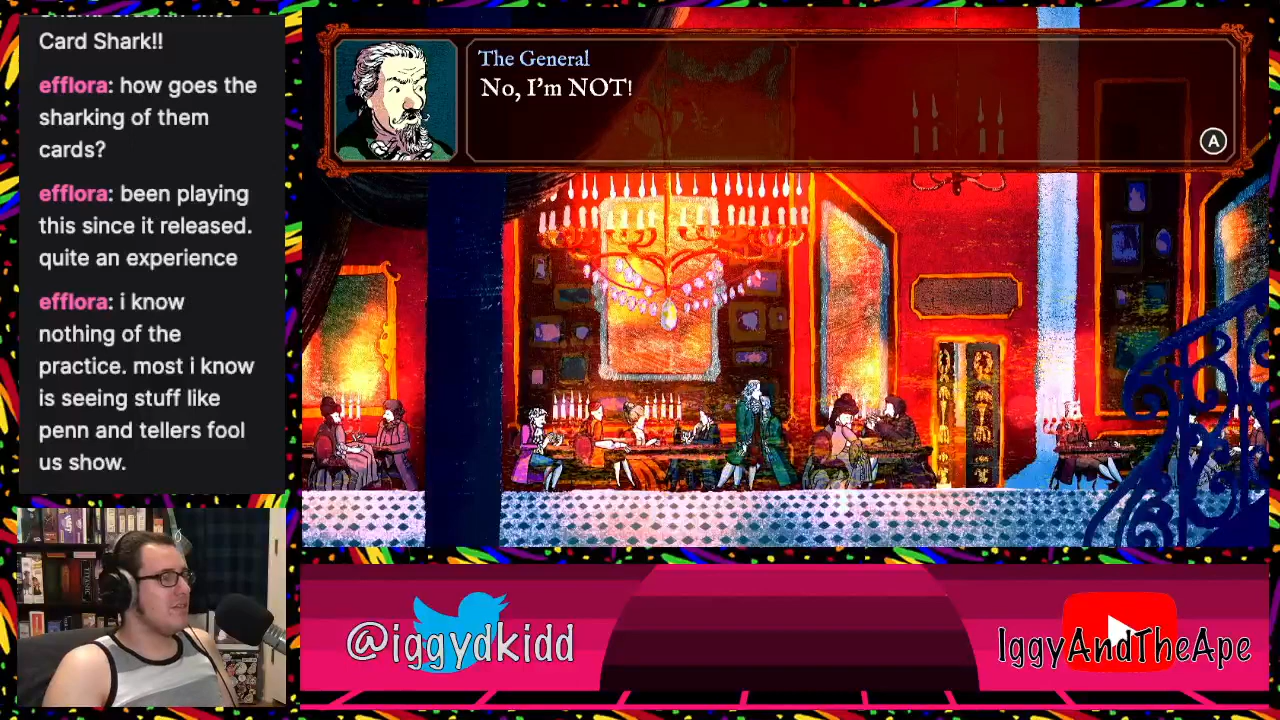 Card Shark!!
efflora: how goes the
sharking of them
cards?
efflora: been playing
this since it released.
quite an experience
efflora: i know
nothing of the
practice. most i know
is seeing stuff like
penn and tellers fool
us show.
The General
No, I'm NOT!
A
TITANIC
@iggydkidd
IggyAndTheApe